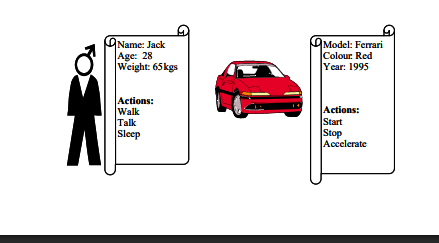 Name: Jack
Age: 28
Weight: 65kgs
Actions:
Walk
Talk
Sleep
Model: Ferrari
Colour: Red
Year: 1995
Actions:
Start
Stop
Accelerate